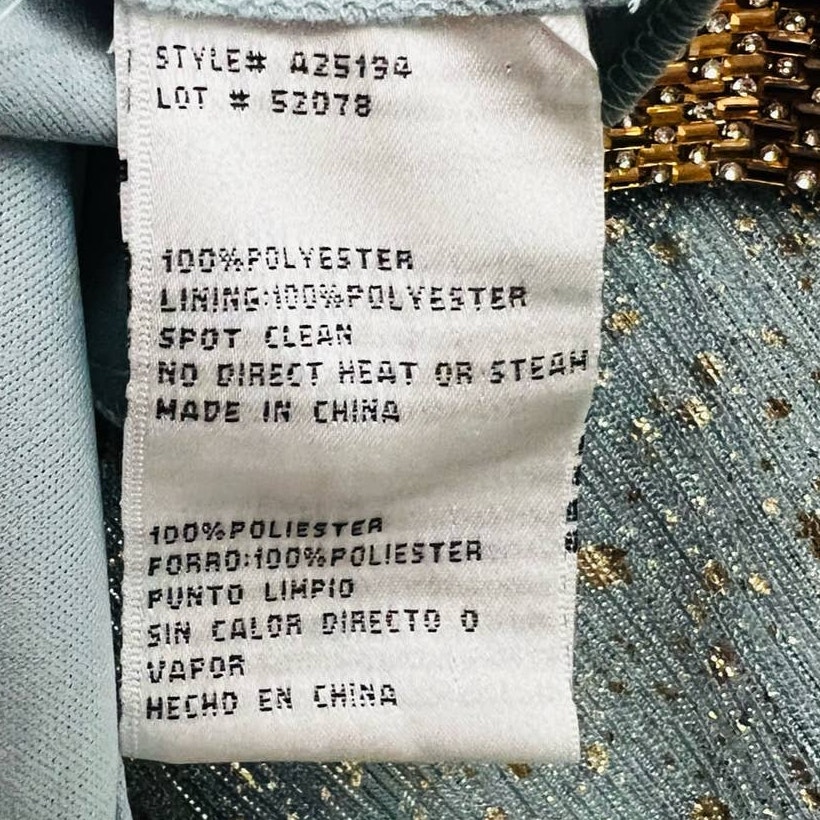 STYLE# A25194
LOT # 52078
100%POLYESTER
LINING:100%POLYESTER
SPOT CLEAN
NO DIRECT HEAT OR STEAM
MADE IN CHINA
100%POLIESTER
FORRO:100%POLIESTER
PUNTO LIMPIO
SIN CALOR DIRECTO O
VAPOR
HECHO EN CHINA